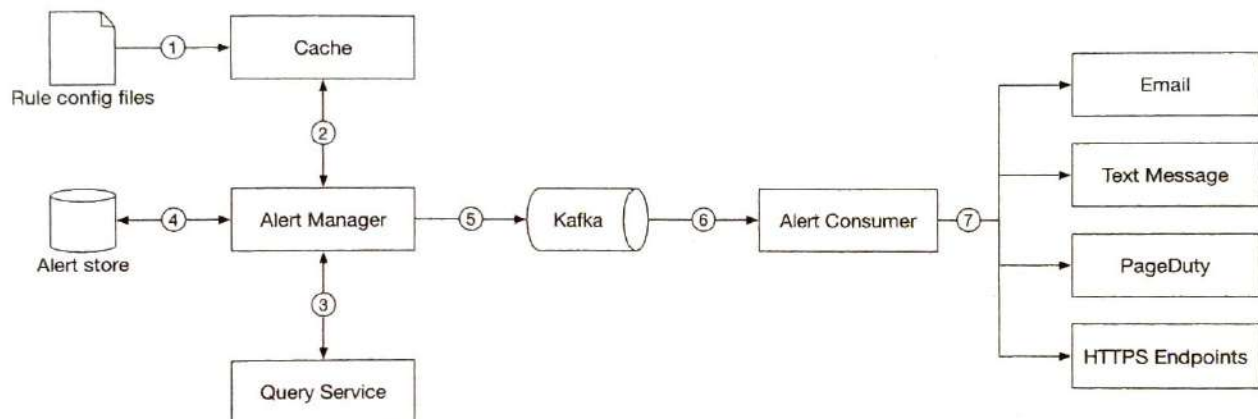 Rule config files
1
Cache
2
Alert store
4
Alert Manager
5
Kafka
6
Alert Consumer
7
3
Query Service
Email
Text Message
PageDuty
HTTPS Endpoints